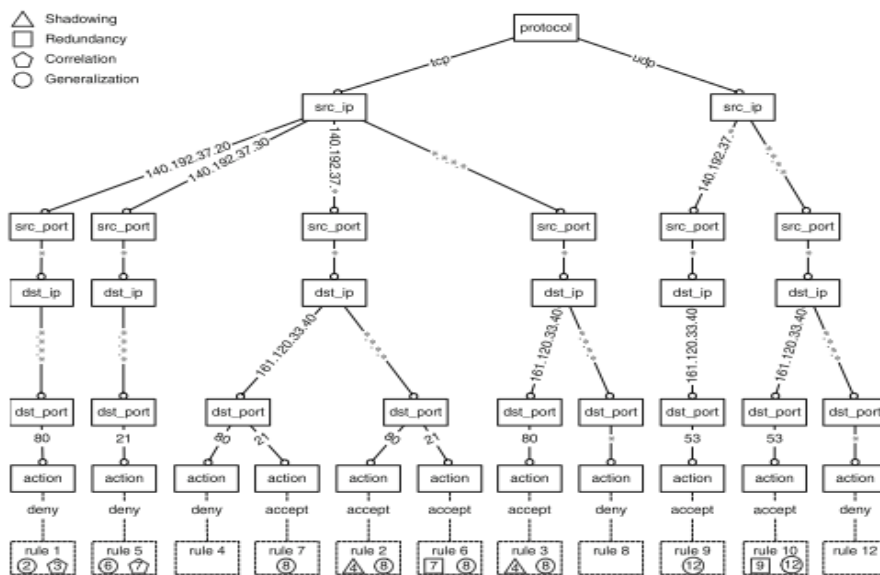 Shadowing
Redundancy
Correlation
Generalization
protocol
tcp
udp
src_ip
src_ip
140.192.37.20
140.192.37.30
140.192.37.*
*.*.*.*
140.192.37.*
*.*.*.*
src_port src_port src_port src_port src_port src_port
* * * * * *
dst_ip dst_ip dst_ip dst_ip dst_ip dst_ip
*.*.*.* *.*.*.* 161.120.33.40 *.*.*.* 161.120.33.40 *.*.*.* 161.120.33.40 161.120.33.40 *.*.*.*
dst_port dst_port dst_port dst_port dst_port dst_port dst_port dst_port dst_port
80 21 80 21 80 21 80 * 53 53 *
action action action action action action action action action action action
deny deny deny accept accept accept accept deny accept accept deny
rule 1 rule 5 rule 4 rule 7 rule 2 rule 6 rule 3 rule 8 rule 9 rule 10 rule 12
2 3 6 7 8 4 8 7 8 4 8 12 9 12